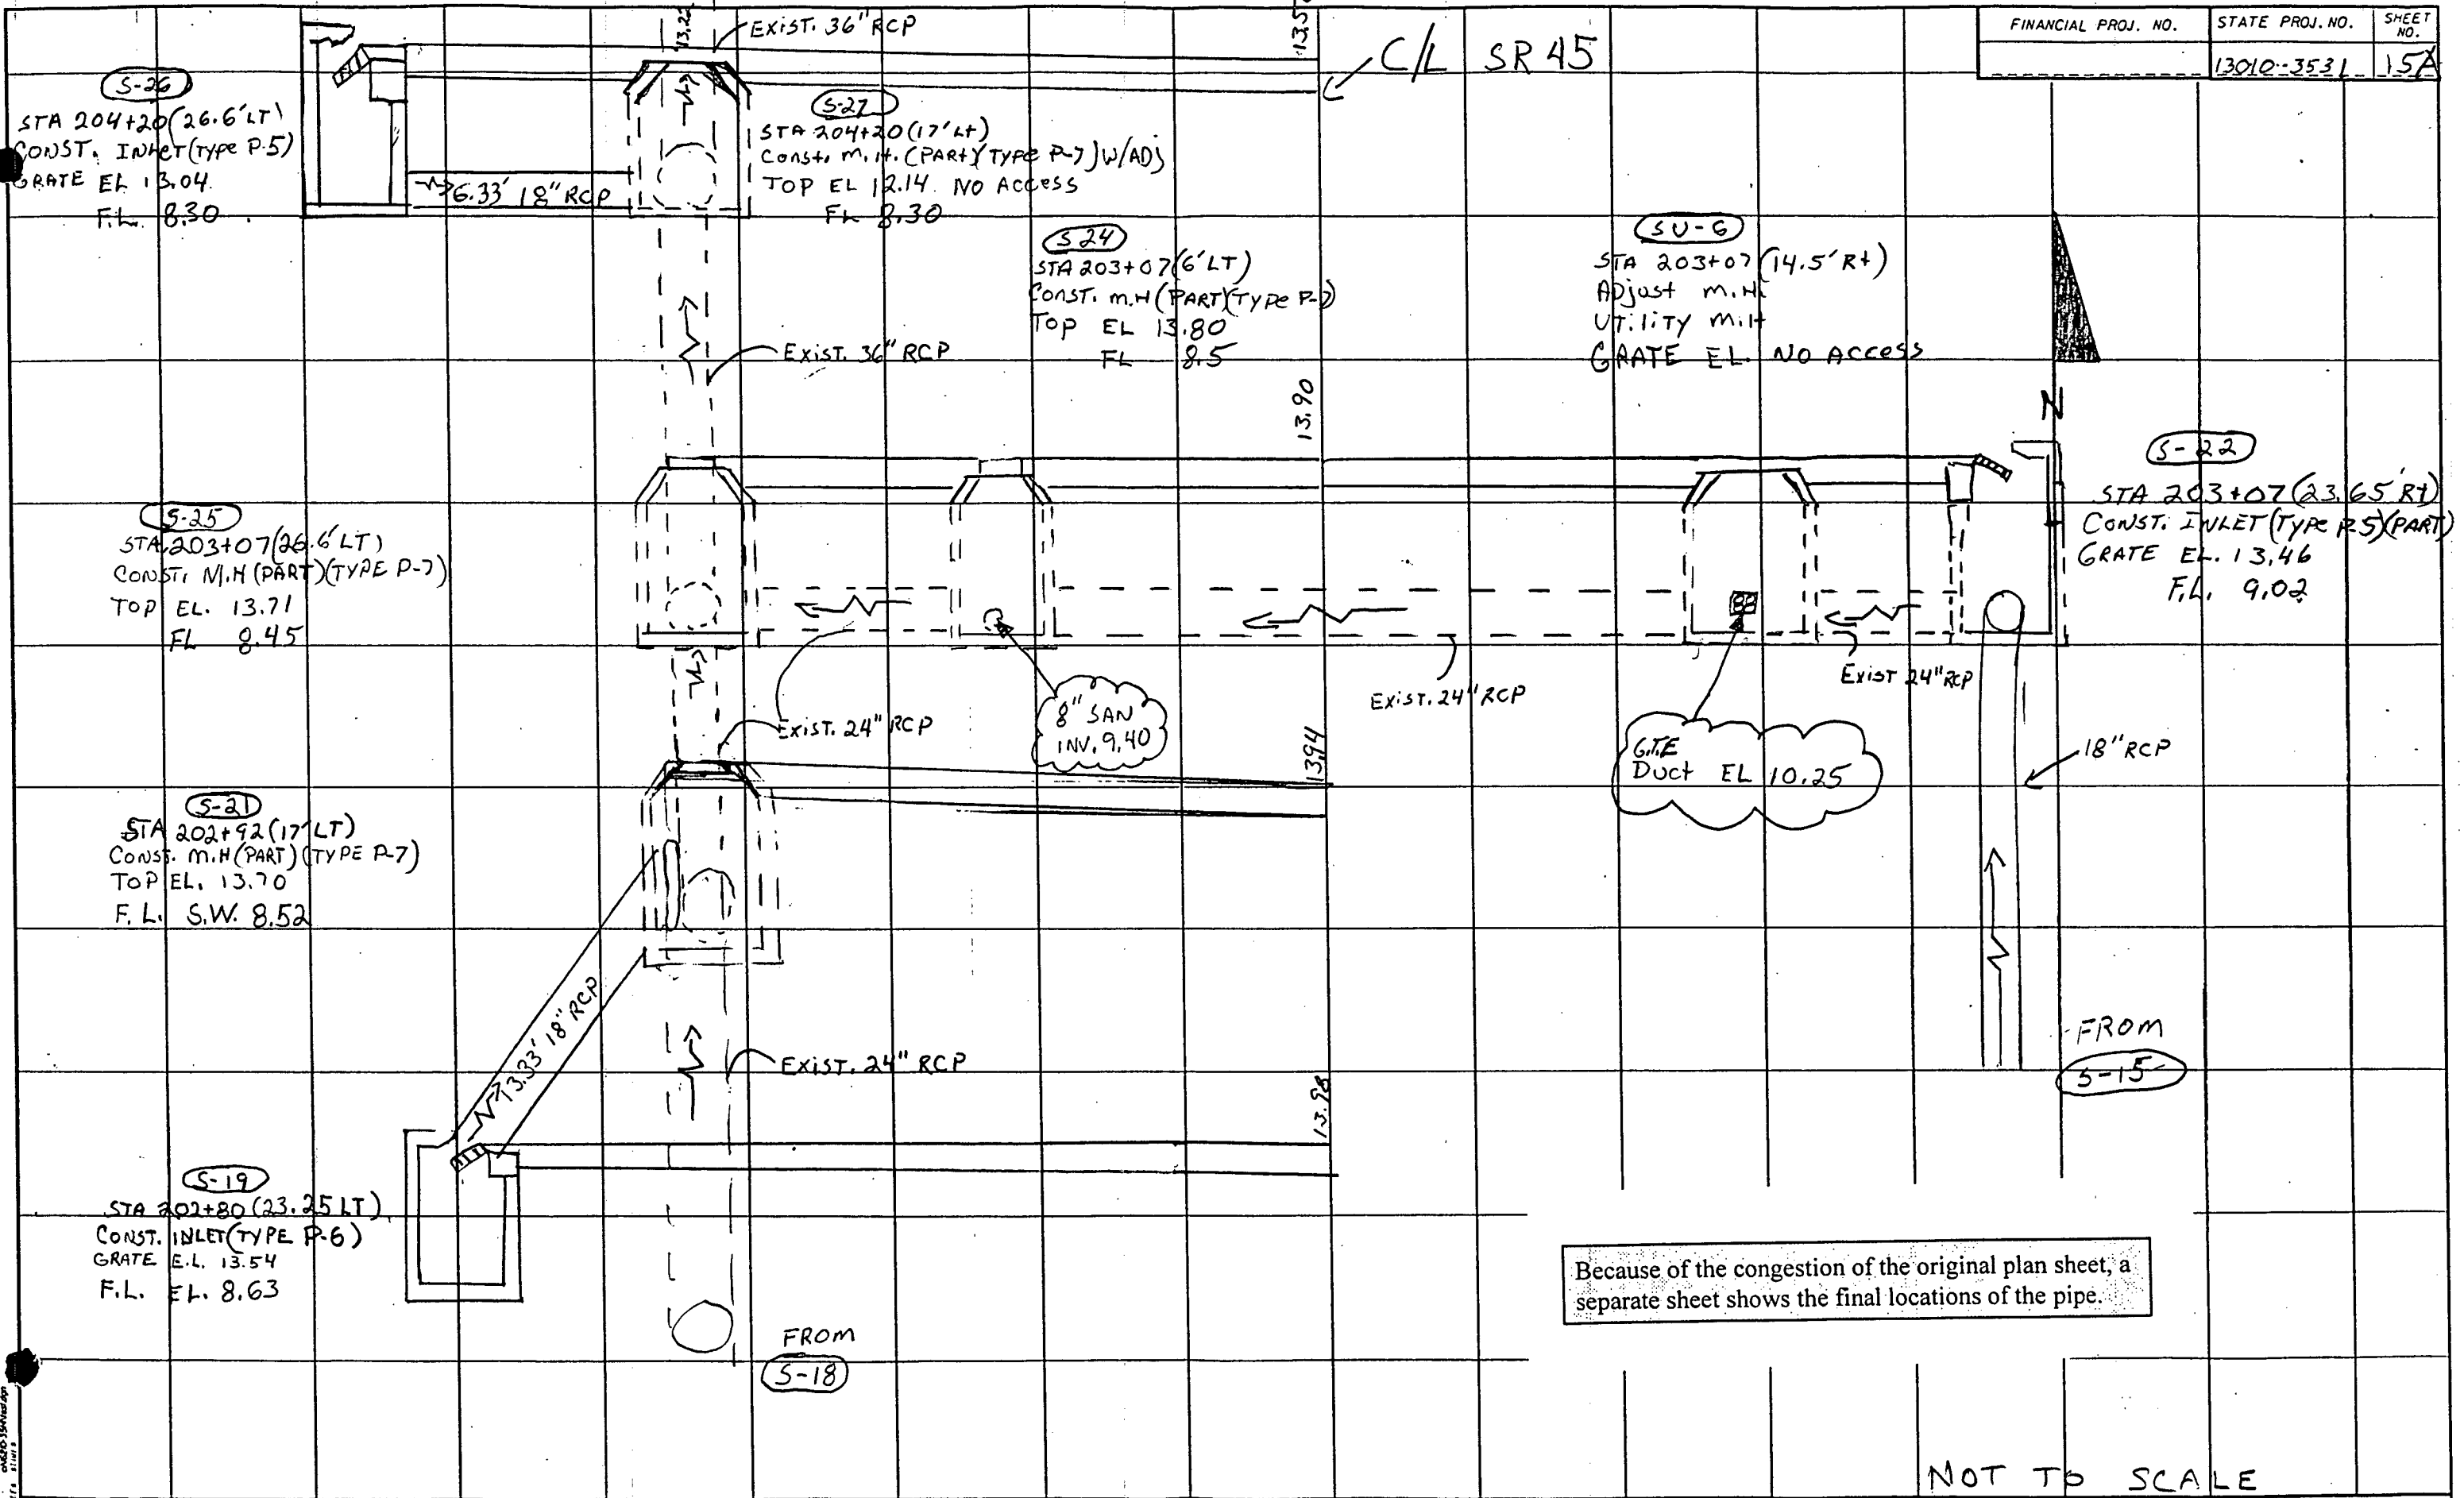 FINANCIAL PROJ. NO.
STATE PROJ. NO.
SHEET NO.
13010-3531
15A
EXIST. 36" RCP
13.22
C/L SR 45
S-26
STA 204+20 (26.6' LT)
CONST. INLET (TYPE P-5)
GRATE EL 13.04
F.L. 8.30
6.33' 18" RCP
S-27
STA 204+20 (17' Lt)
Const. M.H. (PART) (TYPE P-7) W/ADJ
TOP EL 12.14 NO ACCESS
FL 8.30
S-24
STA 203+07 (6' LT)
CONST. M.H (PART) (TYPE P-7)
TOP EL 13.80
FL 8.5
SU-6
STA 203+07 (14.5' Rt)
ADjust M.H.
UTiliTY M.H
GRATE EL. NO ACCESS
EXIST. 36" RCP
13.90
N
S-22
STA 203+07 (23.65' Rt)
CONST. INLET (TYPE P-5) (PART)
GRATE EL. 13.46
F.L. 9.02
S-25
STA 203+07 (26.6' LT)
CONST. M.H (PART) (TYPE P-7)
TOP EL. 13.71
FL 8.45
EXIST. 24" RCP
8" SAN
INV. 9.40
EXIST. 24" RCP
EXIST 24" RCP
G.T.E
Duct EL 10.25
18" RCP
13.94
S-21
STA 202+92 (17' LT)
CONST. M.H (PART) (TYPE P-7)
TOP EL. 13.70
F.L. S.W. 8.52
13.33' 18" RCP
EXIST. 24" RCP
13.98
FROM
S-15
S-19
STA 202+80 (23.25 LT)
CONST. INLET (TYPE P-6)
GRATE E.L. 13.54
F.L. EL. 8.63
FROM
S-18
Because of the congestion of the original plan sheet, a
separate sheet shows the final locations of the pipe.
NOT TO SCALE